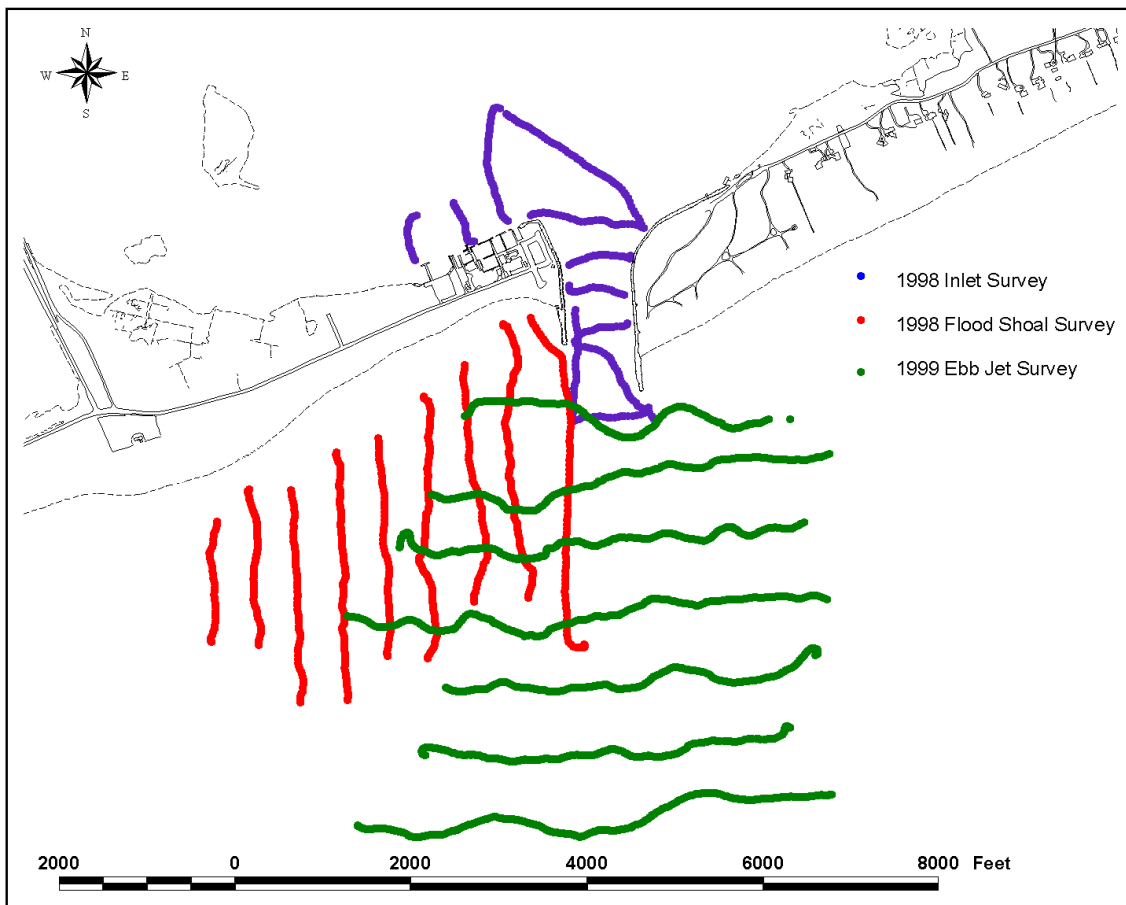 N
W E
S
1998 Inlet Survey
1998 Flood Shoal Survey
1999 Ebb Jet Survey
2000 0 2000 4000 6000 8000 Feet